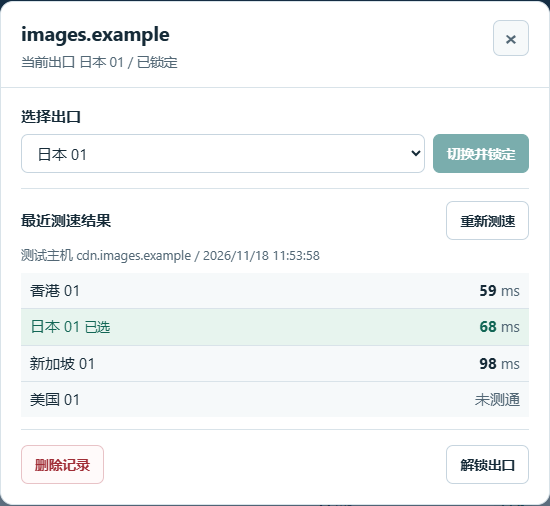 images.example
×
当前出口 日本 01 / 已锁定
选择出口
日本 01
切换并锁定
最近测速结果
重新测速
测试主机 cdn.images.example / 2026/11/18 11:53:58
香港 01 59 ms
日本 01 已选 68 ms
新加坡 01 98 ms
美国 01 未测通
删除记录
解锁出口